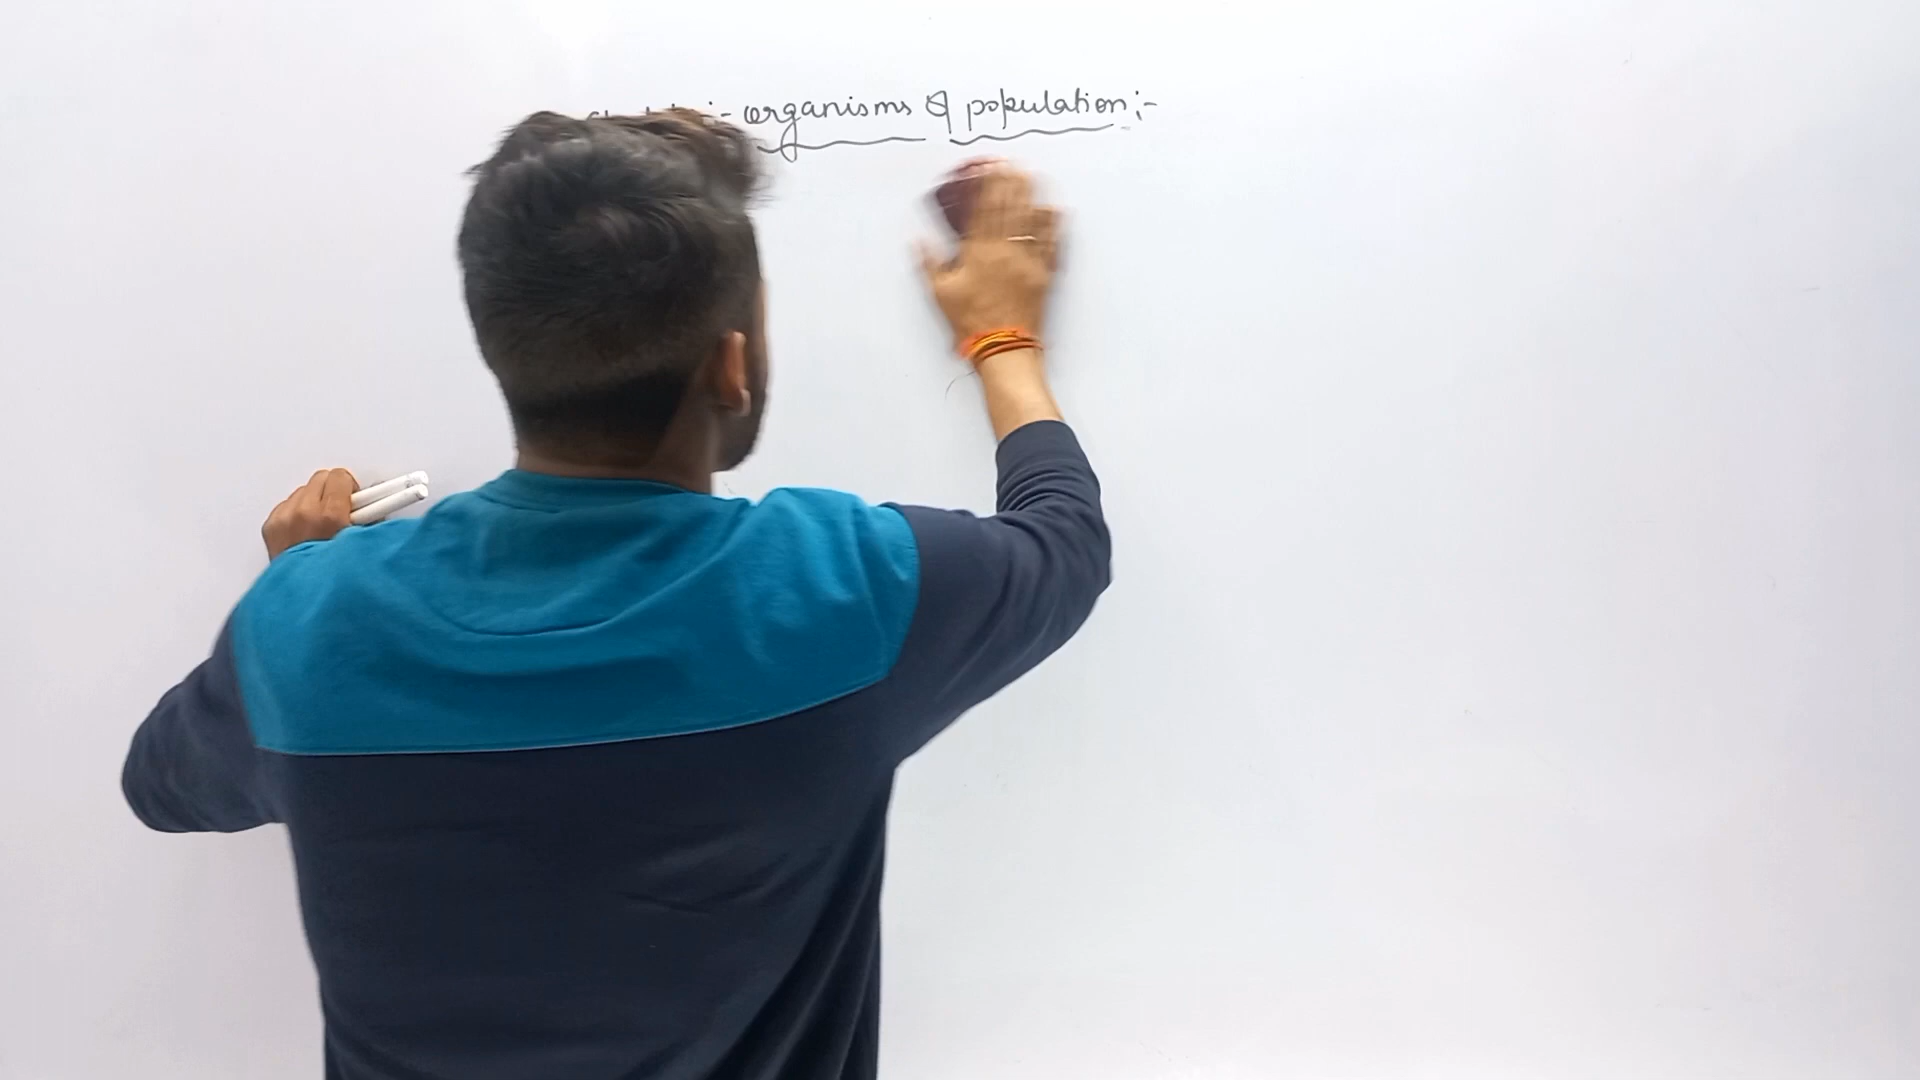 :- organisms & population :-